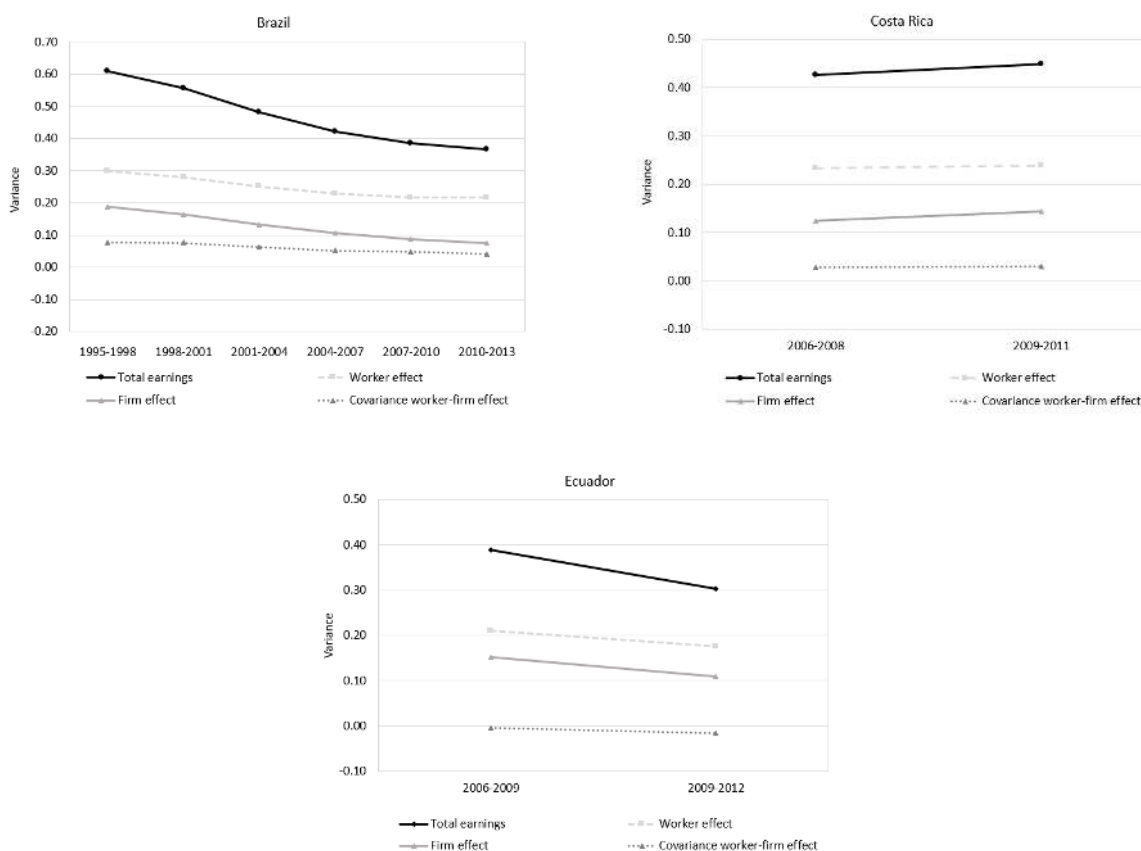 Brazil
0.70
0.60
0.50
0.40
0.30
0.20
0.10
0.00
0.10
0.20
Variance
1995-1998 1998-2001 2001-2004 2004-2007 2007-2010 2010-2013
Total earnings Worker effect
Firm effect Covariance worker-firm effect
Costa Rica
0.50
0.40
0.30
0.20
0.10
0.00
-0.10
Variance
2006-2008 2009-2011
Total earnings Worker effect
Firm effect Covariance worker-firm effect
Ecuador
0.50
0.40
0.30
0.20
0.10
0.00
-0.10
Variance
2006-2009 2009-2012
Total earnings Worker effect
Firm effect Covariance worker-firm effect